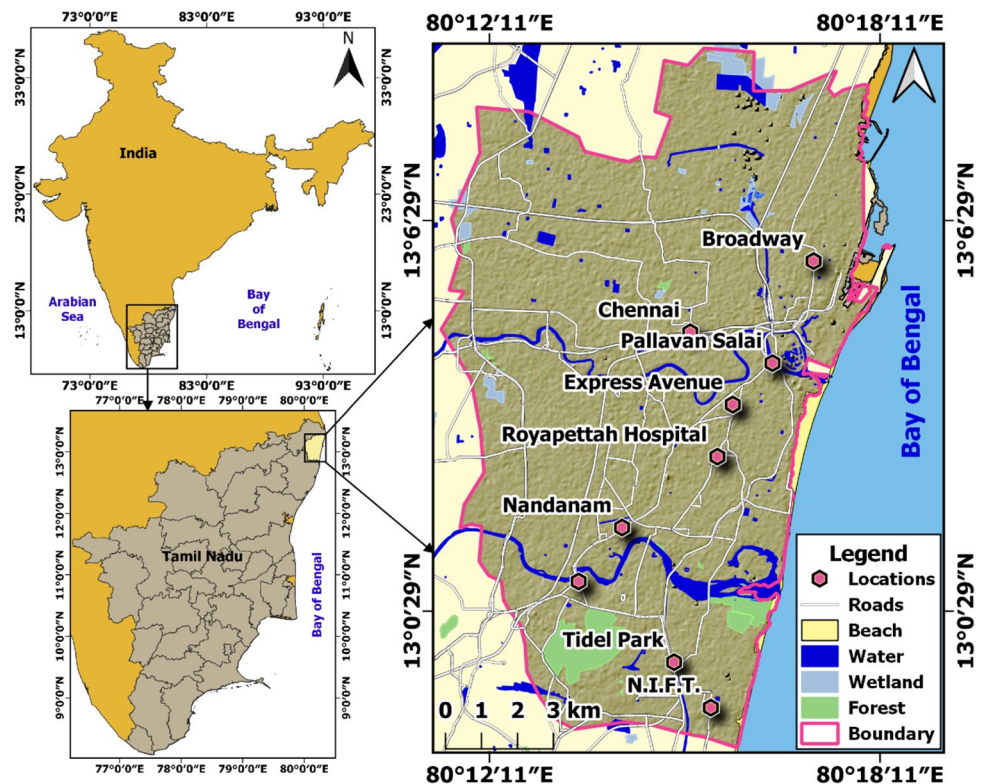 73°0'0"N 83°0'0"N 93°0'0"N
N
33°0'0"N
23°0'0"N
13°0'0"N
33°0'0"N
23°0'0"N
13°0'0"N
India
Arabian
Sea
Bay
of
Bengal
73°0'0"N 83°0'0"N 93°0'0"N
77°0'0"N 78°0'0"N 79°0'0"N 80°0'0"N
13°0'0"N
12°0'0"N
11°0'0"N
10°0'0"N
9°0'0"N
13°0'0"N
12°0'0"N
11°0'0"N
10°0'0"N
9°0'0"N
Tamil Nadu
Bay of Bengal
77°0'0"N 78°0'0"N 79°0'0"N 80°0'0"N
80°12'11"E 80°18'11"E
13°6'29"N
13°0'29"N
13°6'29"N
13°0'29"N
Broadway
Chennai
Pallavan Salai
Express Avenue
Royapettah Hospital
Nandanam
Tidel Park
N.I.F.T.
Bay of Bengal
0 1 2 3 km
Legend
Locations
Roads
Beach
Water
Wetland
Forest
Boundary
80°12'11"E 80°18'11"E